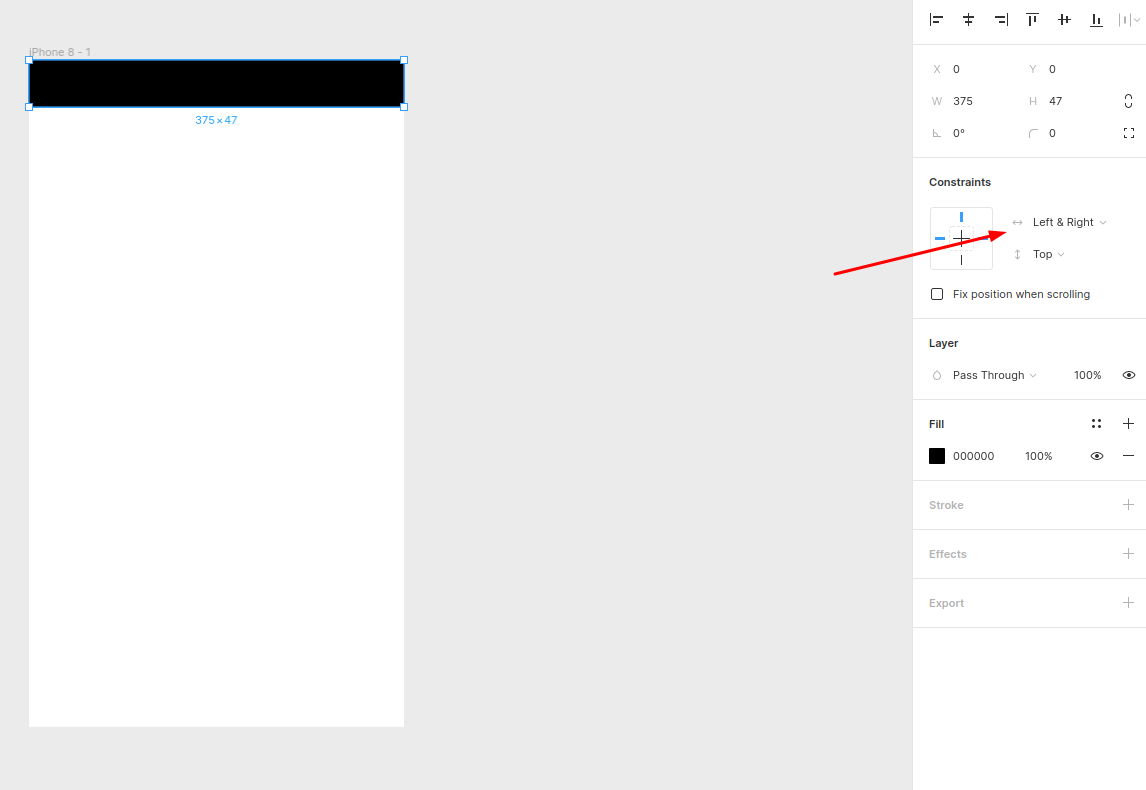 iPhone 8 - 1
375 × 47
X 0 Y 0
W 375 H 47
0° 0
Constraints
Left & Right
Top
Fix position when scrolling
Layer
Pass Through 100%
Fill
000000 100%
Stroke
Effects
Export